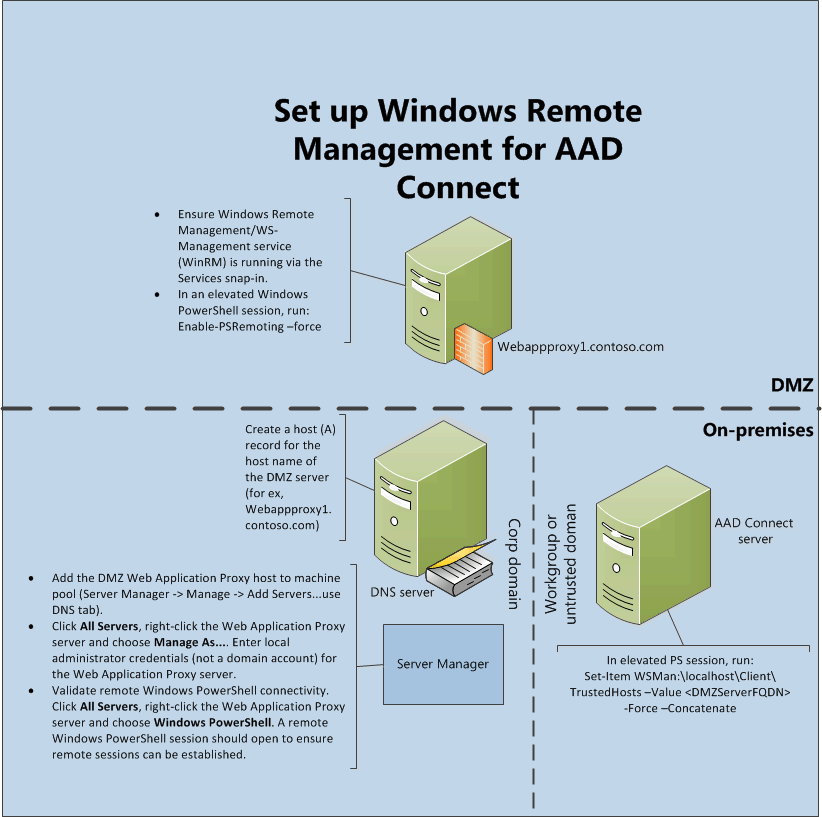 Set up Windows Remote
Management for AAD
Connect
• Ensure Windows Remote
Management/WS-
Management service
(WinRM) is running via the
Services snap-in.
• In an elevated Windows
PowerShell session, run:
Enable-PSRemoting –force
Webappproxy1.contoso.com
DMZ
On-premises
Create a host (A)
record for the
host name of
the DMZ server
(for ex,
Webappproxy1.
contoso.com)
DNS server
Corp domain
Workgroup or
untrusted domain
AAD Connect
server
• Add the DMZ Web Application Proxy host to machine
pool (Server Manager -> Manage -> Add Servers...use
DNS tab).
• Click All Servers, right-click the Web Application Proxy
server and choose Manage As.... Enter local
administrator credentials (not a domain account) for
the Web Application Proxy server.
• Validate remote Windows PowerShell connectivity.
Click All Servers, right-click the Web Application Proxy
server and choose Windows PowerShell. A remote
Windows PowerShell session should open to ensure
remote sessions can be established.
Server Manager
In elevated PS session, run:
Set-Item WSMan:\localhost\Client\
TrustedHosts –Value <DMZServerFQDN>
-Force –Concatenate